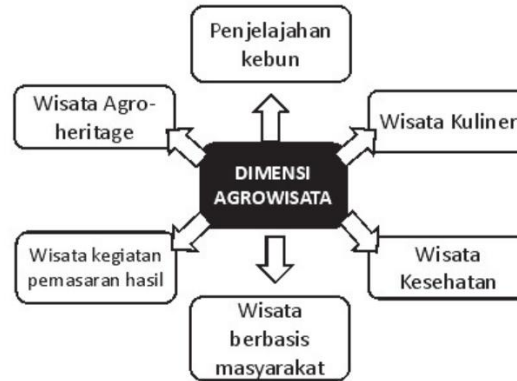 Penjelajahan
kebun
Wisata Agro-
heritage
Wisata Kuliner
DIMENSI
AGROWISATA
Wisata kegiatan
pemasaran hasil
Wisata
Kesehatan
Wisata
berbasis
masyarakat